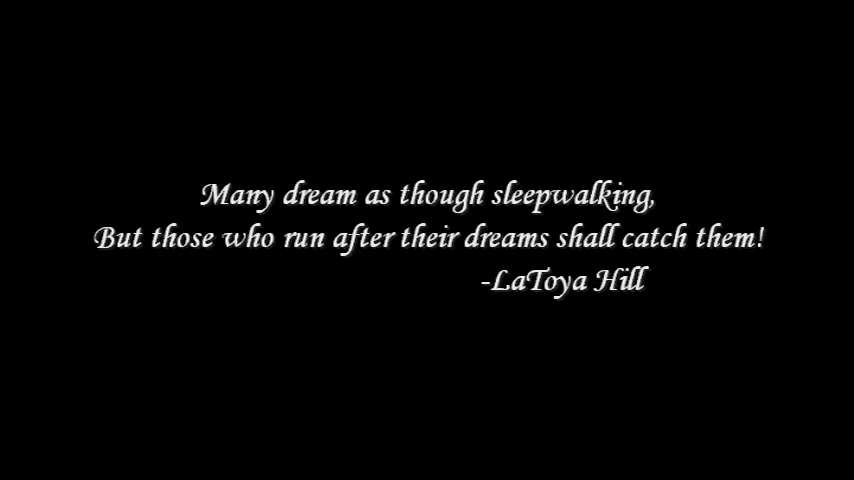 Many dream as though sleepwalking,
But those who run after their dreams shall catch them!
-LaToya Hill